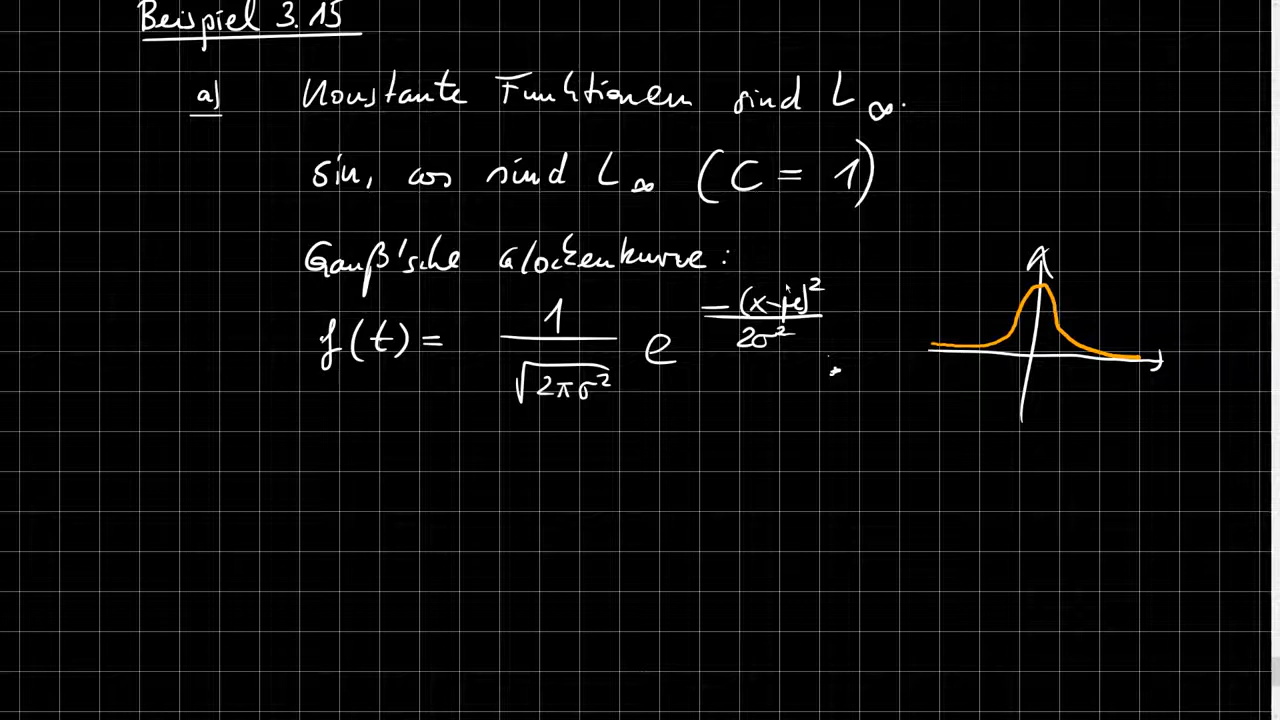 Beispiel 3.15
a) Konstante Funktionen sind L∞.
sin, cos sind L∞ (C = 1)
Gauß'sche Glockenkurve:
f(t) = 1/√(2πσ²) e^(-(x-μ)²/2σ²).